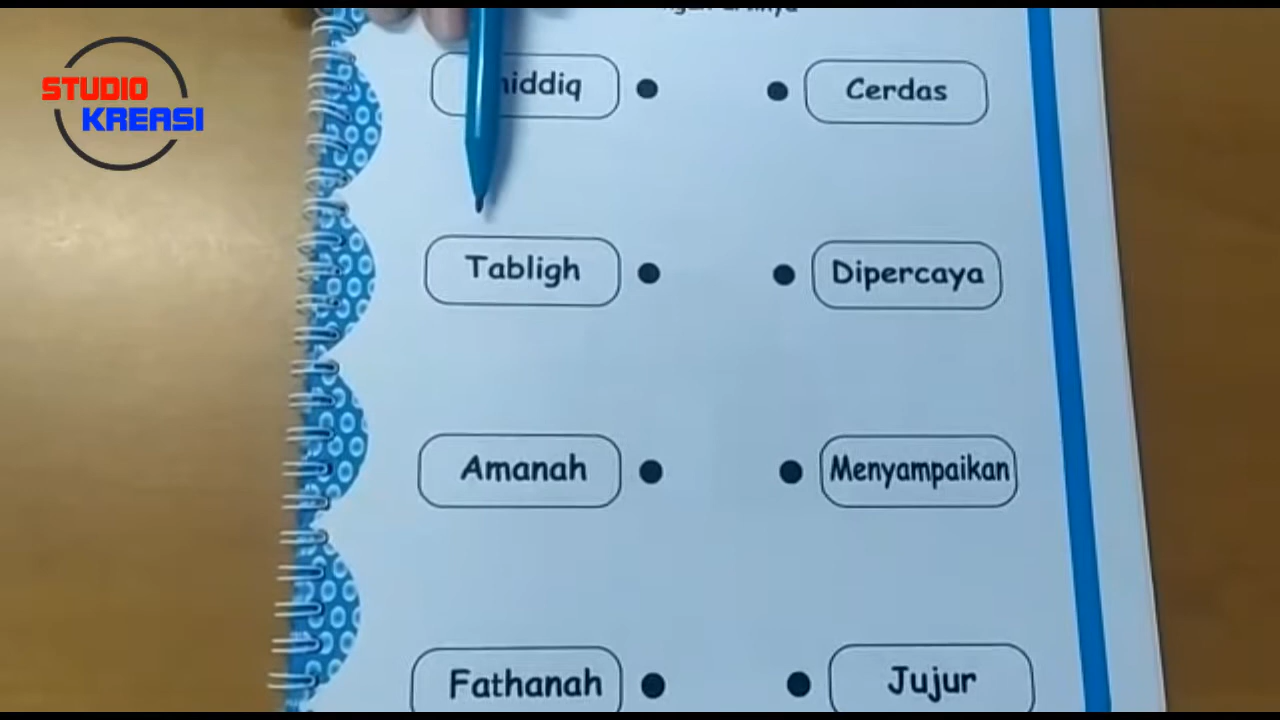 STUDIO
KREASI
Cerdas
Tabligh
Dipercaya
Amanah
Menyampaikan
Fathanah
Jujur